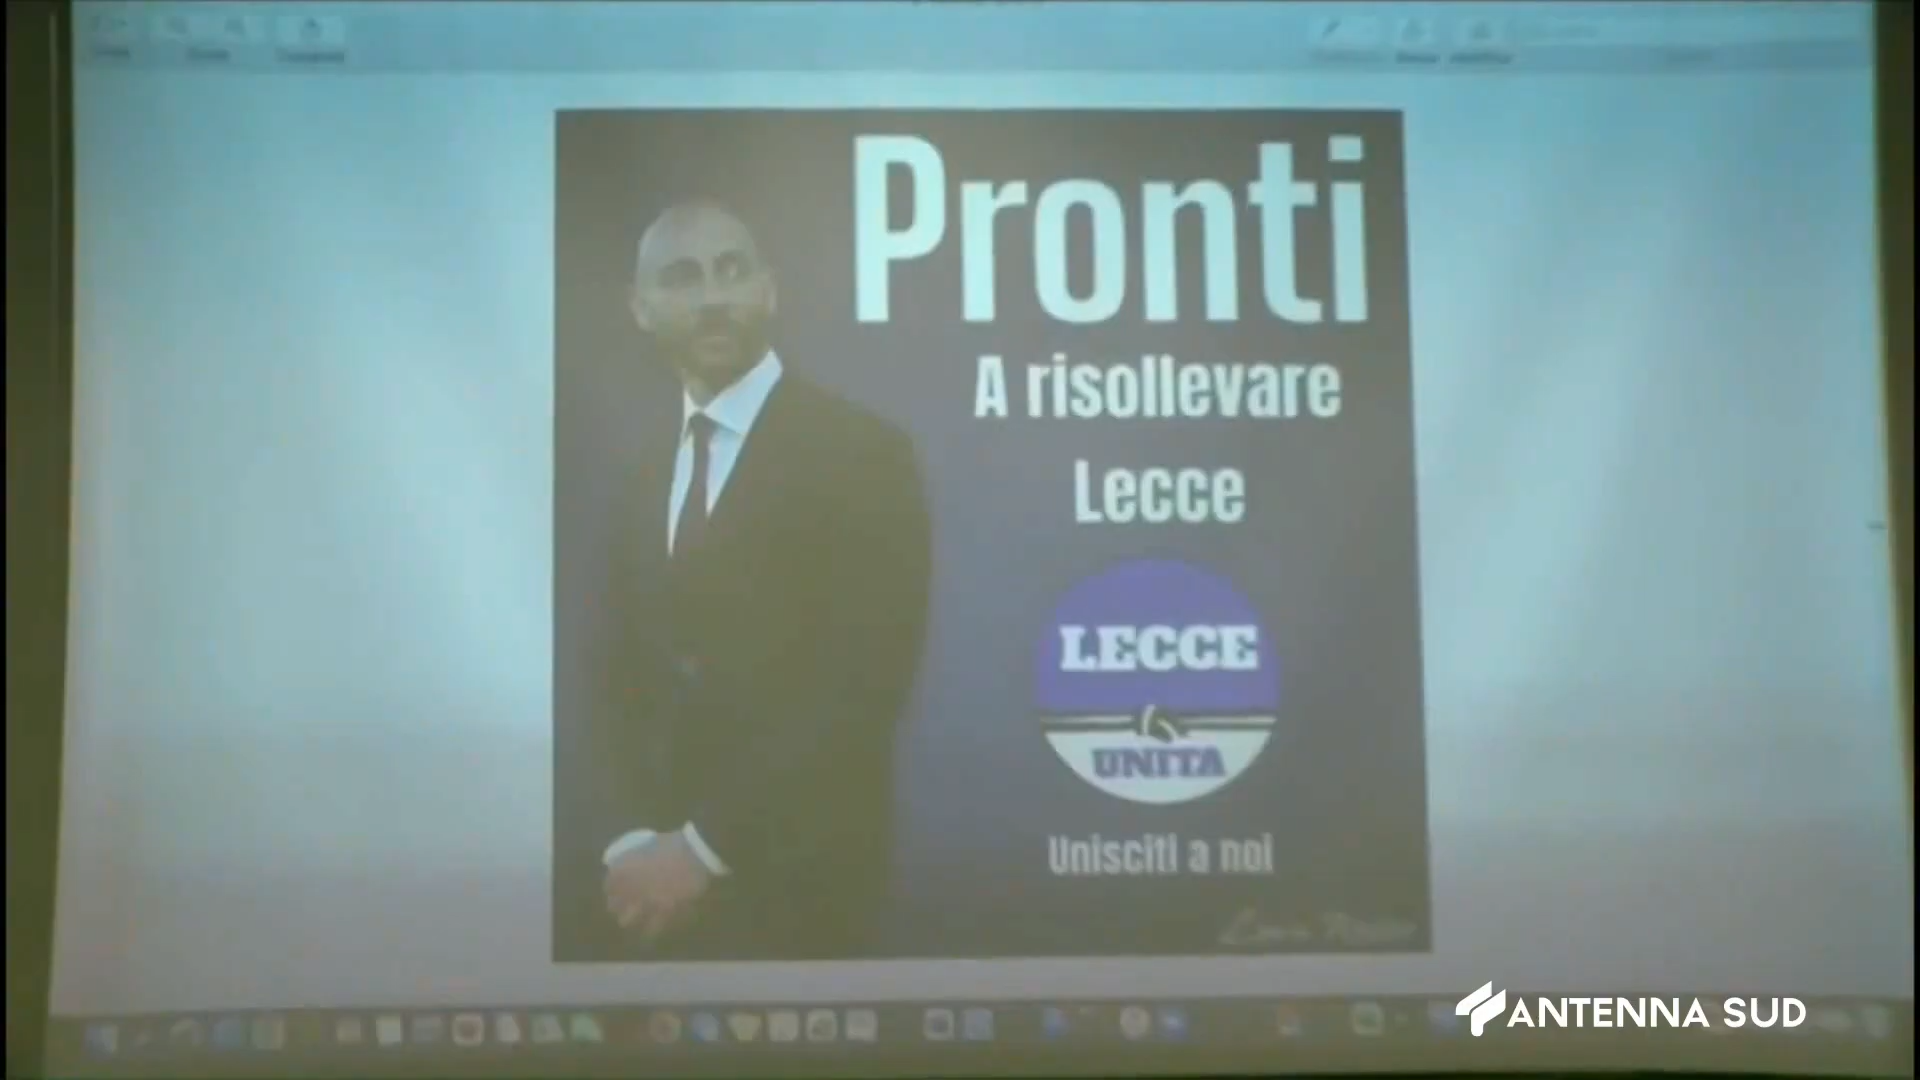 Pronti
A risollevare
Lecce
LECCE
UNITA
Unisciti a noi
ANTENNA SUD